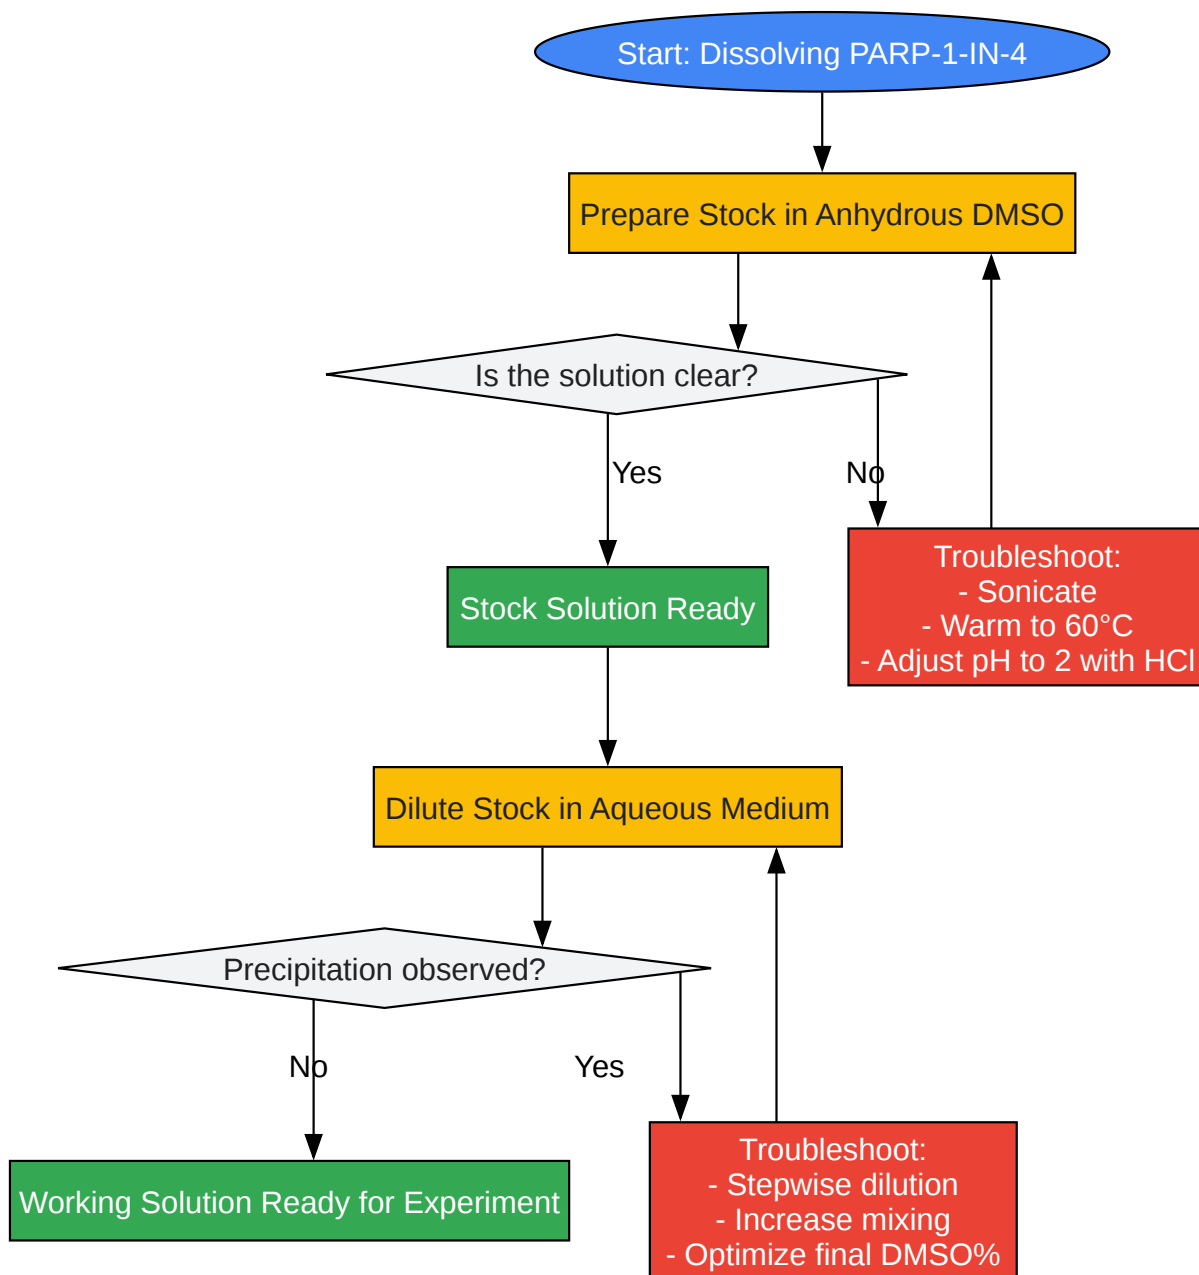 Start: Dissolving PARP-1-IN-4
Prepare Stock in Anhydrous DMSO
Is the solution clear?
Yes
No
Troubleshoot:
- Sonicate
- Warm to 60°C
- Adjust pH to 2 with HCl
Stock Solution Ready
Dilute Stock in Aqueous Medium
Precipitation observed?
No
Yes
Troubleshoot:
- Stepwise dilution
- Increase mixing
- Optimize final DMSO%
Working Solution Ready for Experiment